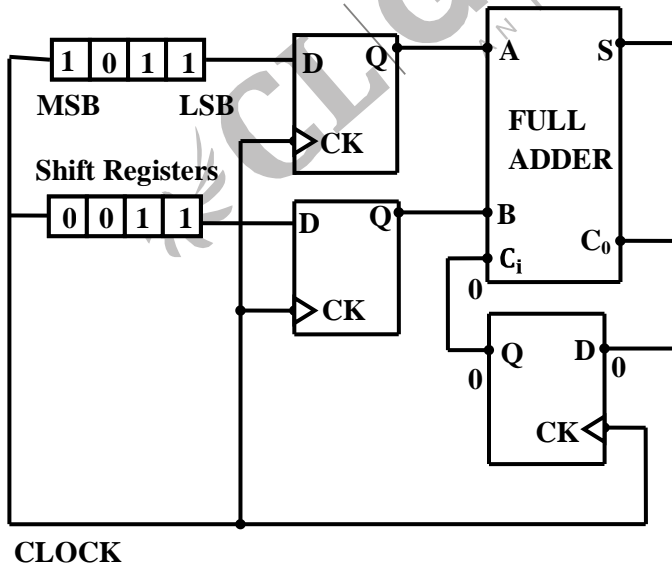 1 0 1 1
D Q
A S
MSB LSB
CK
FULL
ADDER
Shift Registers
0 0 1 1
D Q
B
C₀
Cᵢ
0
CK
Q D
0 0
CK
CLOCK